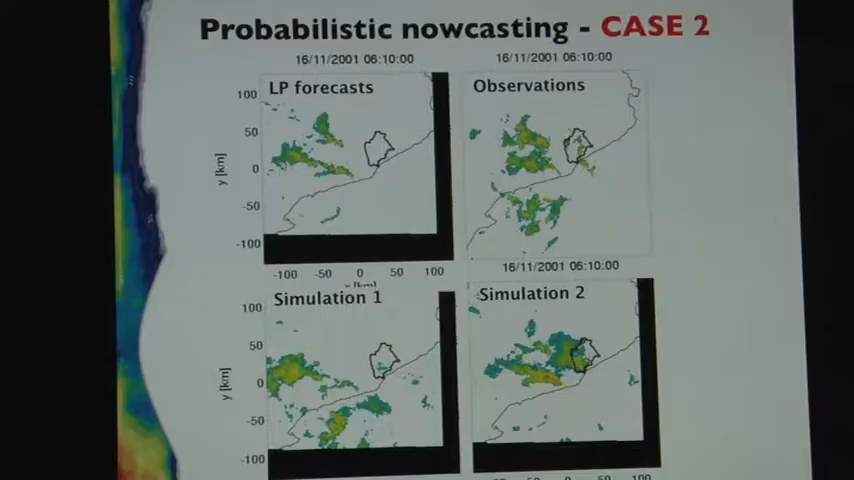 Probabilistic nowcasting - CASE 2
16/11/2001 06:10:00
16/11/2001 06:10:00
LP forecasts
Observations
100
50
0
-50
-100
y [km]
-100 -50 0 50 100
16/11/2001 06:10:00
Simulation 1
Simulation 2
100
50
0
-50
-100
y [km]
100